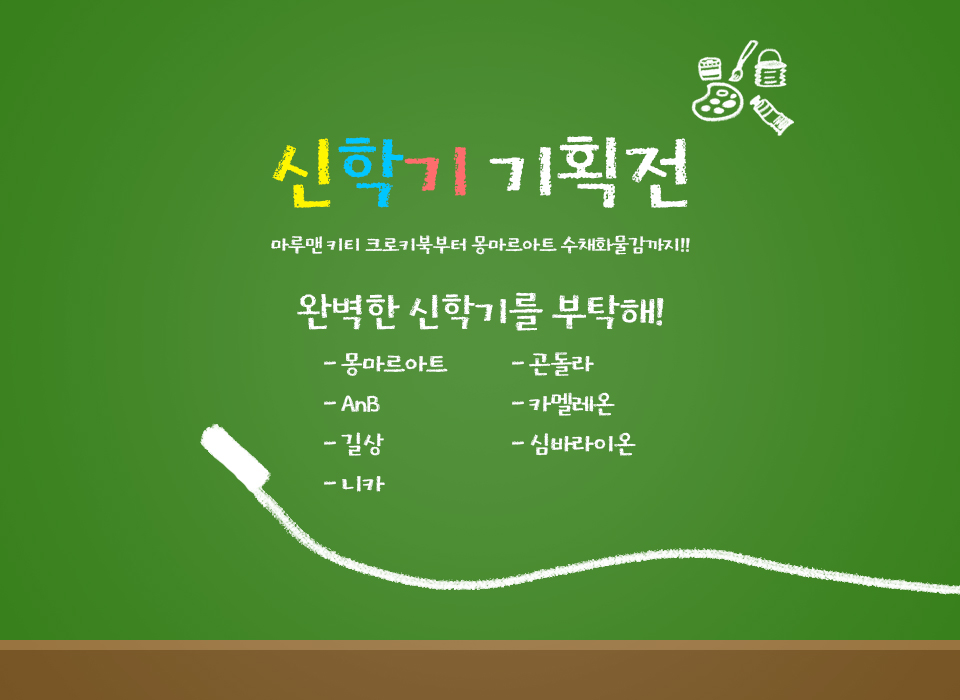 신학기 기획전
마루맨 키티 크로키북부터 몽마르아트 수채화물감까지!!
완벽한 신학기를 부탁해!
- 몽마르아트
- AnB
- 길상
- 니카
- 곤돌라
- 카멜레온
- 심바라이온